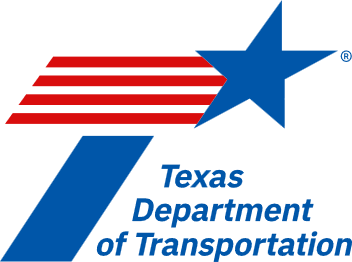 ®
Texas
Department
of Transportation